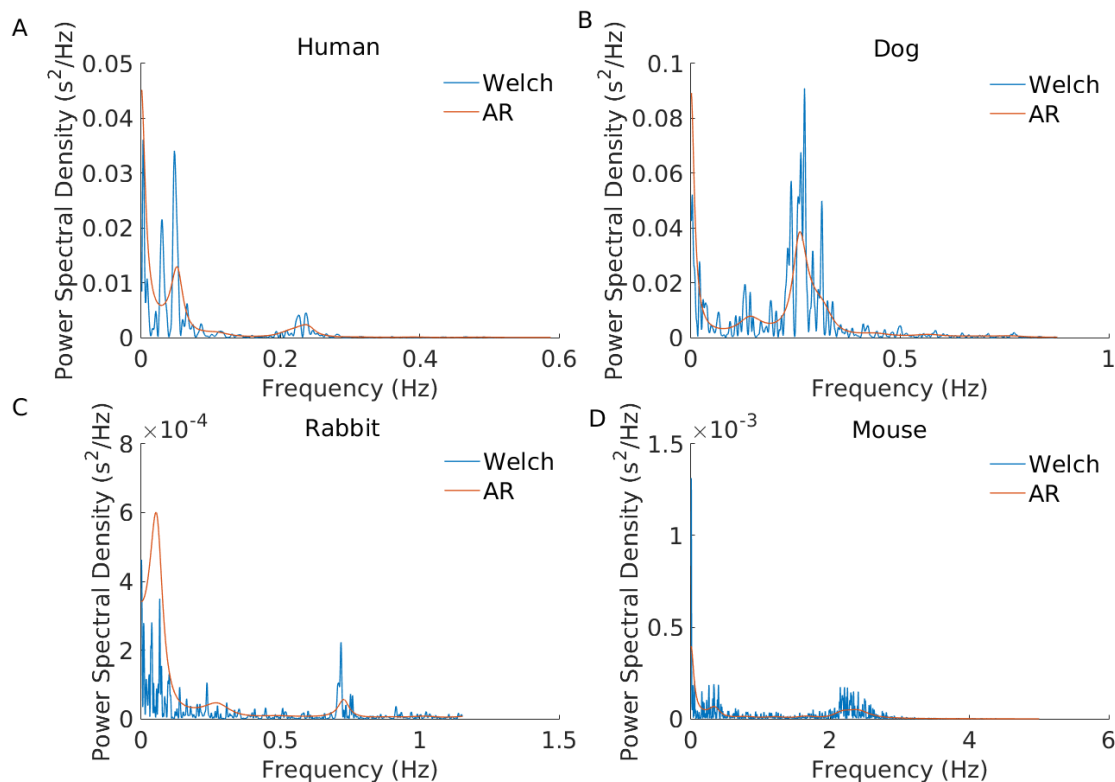 A
Human
Power Spectral Density (s²/Hz)
0.05
0.04
0.03
0.02
0.01
0
0
0.2
0.4
0.6
Frequency (Hz)
Welch
AR
B
Dog
Power Spectral Density (s²/Hz)
0.1
0.08
0.06
0.04
0.02
0
0
0.5
1
Frequency (Hz)
Welch
AR
C
×10⁻⁴
Rabbit
Power Spectral Density (s²/Hz)
8
6
4
2
0
0
0.5
1
1.5
Frequency (Hz)
Welch
AR
D
×10⁻³
Mouse
Power Spectral Density (s²/Hz)
1.5
1
0.5
0
0
2
4
6
Frequency (Hz)
Welch
AR